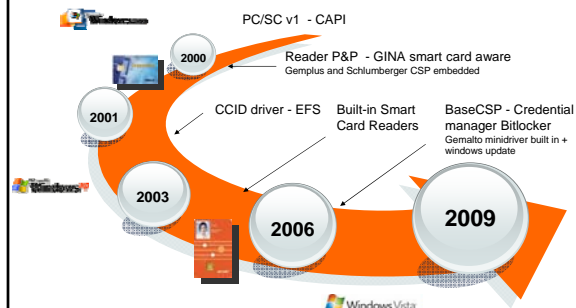 PC/SC v1 - CAPI
2000
Reader P&P - GINA smart card aware
Gemplus and Schlumberger CSP embedded
2001
CCID driver - EFS
Built-in Smart
Card Readers
BaseCSP - Credential
manager Bitlocker
Gemalto minidriver built in +
windows update
2003
2006
2009
Windows Vista